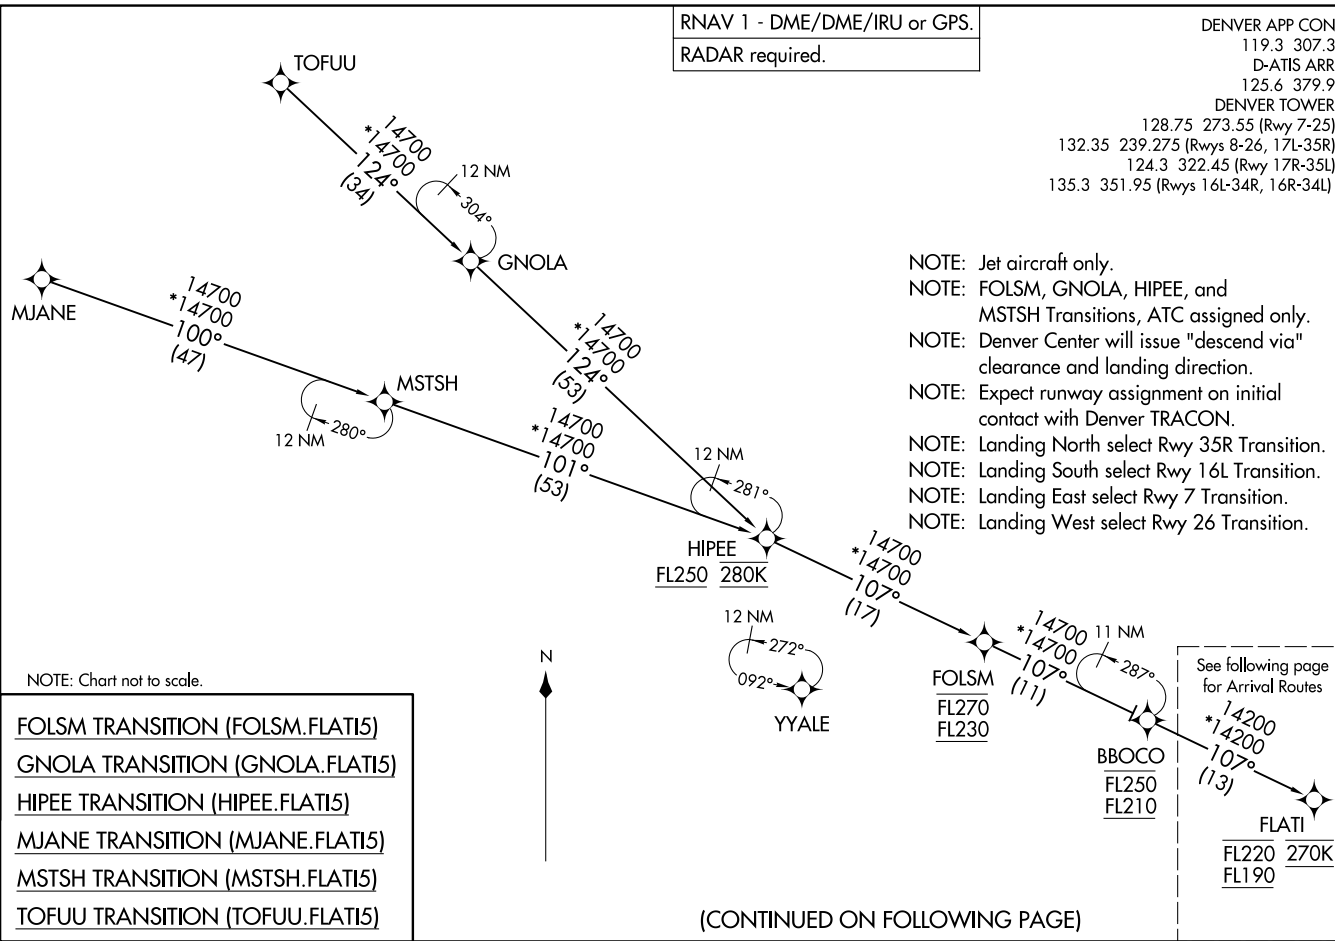 RNAV 1 - DME/DME/IRU or GPS.
RADAR required.
DENVER APP CON
119.3 307.3
D-ATIS ARR
125.6 379.9
DENVER TOWER
128.75 273.55 (Rwy 7-25)
132.35 239.275 (Rwys 8-26, 17L-35R)
124.3 322.45 (Rwy 17R-35L)
135.3 351.95 (Rwys 16L-34R, 16R-34L)
TOFUU
14700
*14700
124°
(34)
12 NM
304°
GNOLA
MJANE
14700
*14700
100°
(47)
MSTSH
12 NM
280°
14700
*14700
124°
(53)
14700
*14700
101°
(53)
12 NM
281°
HIPEE
FL250 280K
NOTE: Jet aircraft only.
NOTE: FOLSM, GNOLA, HIPEE, and
MSTSH Transitions, ATC assigned only.
NOTE: Denver Center will issue "descend via"
clearance and landing direction.
NOTE: Expect runway assignment on initial
contact with Denver TRACON.
NOTE: Landing North select Rwy 35R Transition.
NOTE: Landing South select Rwy 16L Transition.
NOTE: Landing East select Rwy 7 Transition.
NOTE: Landing West select Rwy 26 Transition.
14700
*14700
107°
(17)
12 NM
272°
092°
YYALE
FOLSM
FL270
FL230
14700
*14700
107°
(11)
11 NM
287°
BBOCO
FL250
FL210
See following page
for Arrival Routes
14200
*14200
107°
(13)
FLATI
FL220 270K
FL190
N
NOTE: Chart not to scale.
FOLSM TRANSITION (FOLSM.FLATI5)
GNOLA TRANSITION (GNOLA.FLATI5)
HIPEE TRANSITION (HIPEE.FLATI5)
MJANE TRANSITION (MJANE.FLATI5)
MSTSH TRANSITION (MSTSH.FLATI5)
TOFUU TRANSITION (TOFUU.FLATI5)
(CONTINUED ON FOLLOWING PAGE)